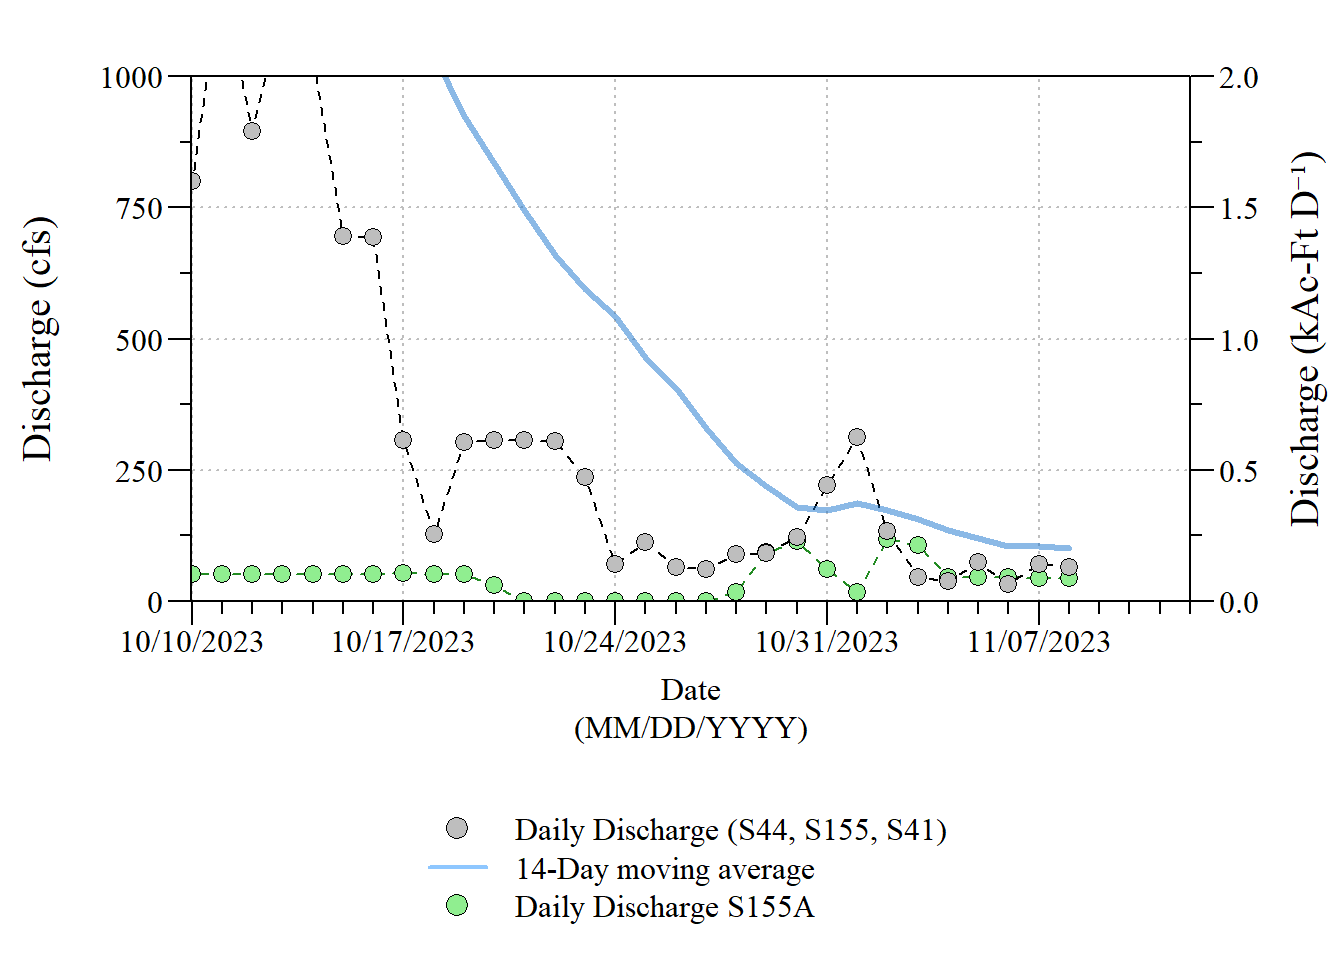 1000
750
500
250
0
Discharge (cfs)
2.0
1.5
1.0
0.5
0.0
Discharge (kAc-Ft D⁻¹)
10/10/2023
10/17/2023
10/24/2023
10/31/2023
11/07/2023
Date
(MM/DD/YYYY)
Daily Discharge (S44, S155, S41)
14-Day moving average
Daily Discharge S155A